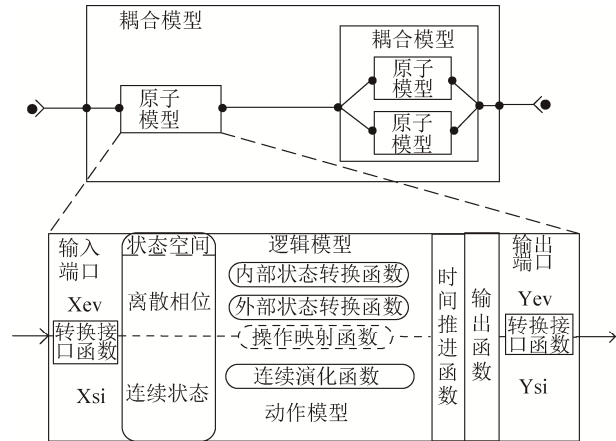 耦合模型
耦合模型
原子
模型
原子
模型
原子
模型
输入
端口
Xev
转换接
口函数
Xsi
状态空间
离散相位
连续状态
逻辑模型
内部状态转换函数
外部状态转换函数
操作映射函数
连续演化函数
动作模型
时间推进函数
输出函数
输出
端口
Yev
转换接
口函数
Ysi